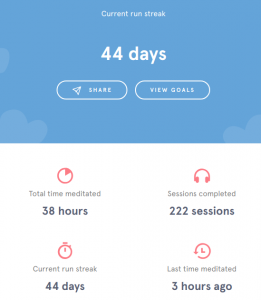 Current run streak
44 days
SHARE
VIEW GOALS
Total time meditated
38 hours
Sessions completed
222 sessions
Current run streak
44 days
Last time meditated
3 hours ago